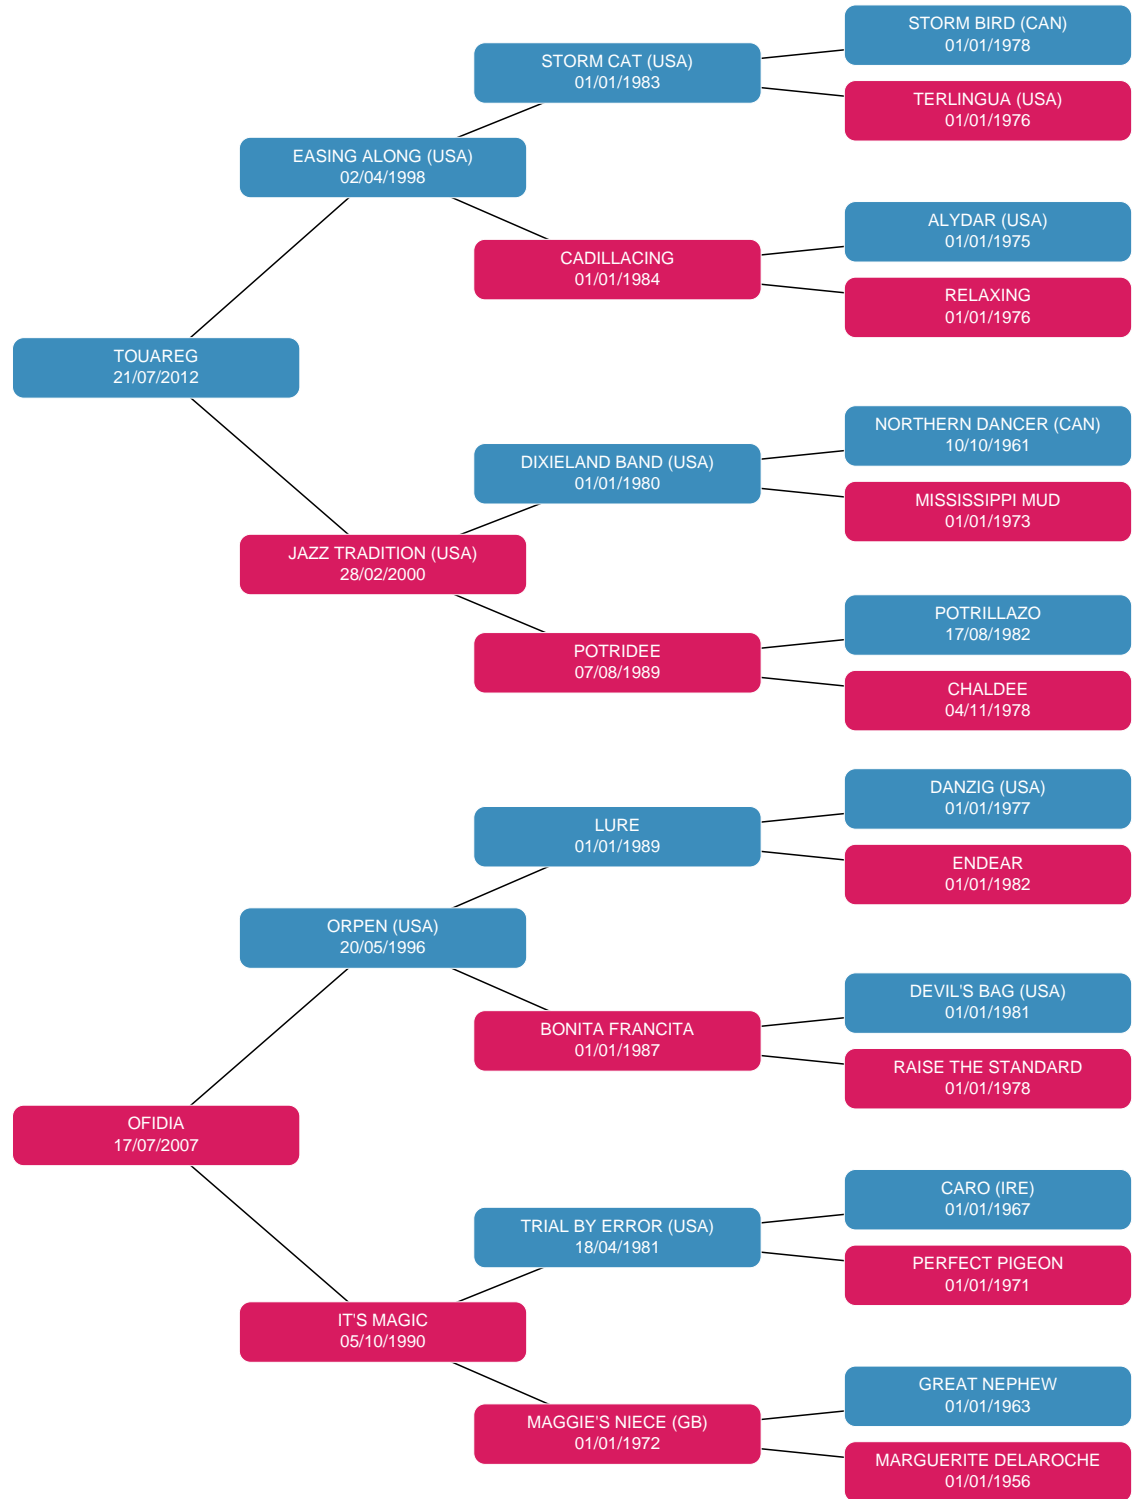 STORM BIRD (CAN)
01/01/1978
STORM CAT (USA)
01/01/1983
TERLINGUA (USA)
01/01/1976
EASING ALONG (USA)
02/04/1998
ALYDAR (USA)
01/01/1975
CADILLACING
01/01/1984
RELAXING
01/01/1976
TOUAREG
21/07/2012
NORTHERN DANCER (CAN)
10/10/1961
DIXIELAND BAND (USA)
01/01/1980
MISSISSIPPI MUD
01/01/1973
JAZZ TRADITION (USA)
28/02/2000
POTRILLAZO
17/08/1982
POTRIDEE
07/08/1989
CHALDEE
04/11/1978
DANZIG (USA)
01/01/1977
LURE
01/01/1989
ENDEAR
01/01/1982
ORPEN (USA)
20/05/1996
DEVIL'S BAG (USA)
01/01/1981
BONITA FRANCITA
01/01/1987
RAISE THE STANDARD
01/01/1978
OFIDIA
17/07/2007
CARO (IRE)
01/01/1967
TRIAL BY ERROR (USA)
18/04/1981
PERFECT PIGEON
01/01/1971
IT'S MAGIC
05/10/1990
GREAT NEPHEW
01/01/1963
MAGGIE'S NIECE (GB)
01/01/1972
MARGUERITE DELAROCHE
01/01/1956